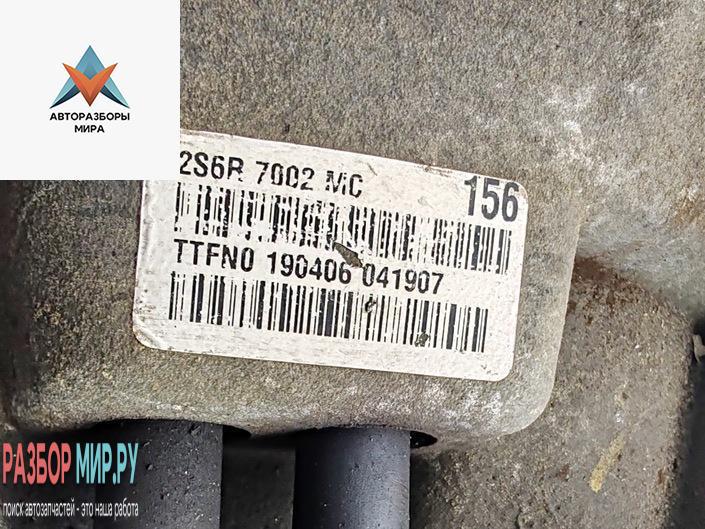 АВТОРАЗБОРЫ
МИРА
2S6R 7002 MC
156
TTFN0 190406 041907
РАЗБОР МИР.РУ
поиск автозапчастей - это наша работа